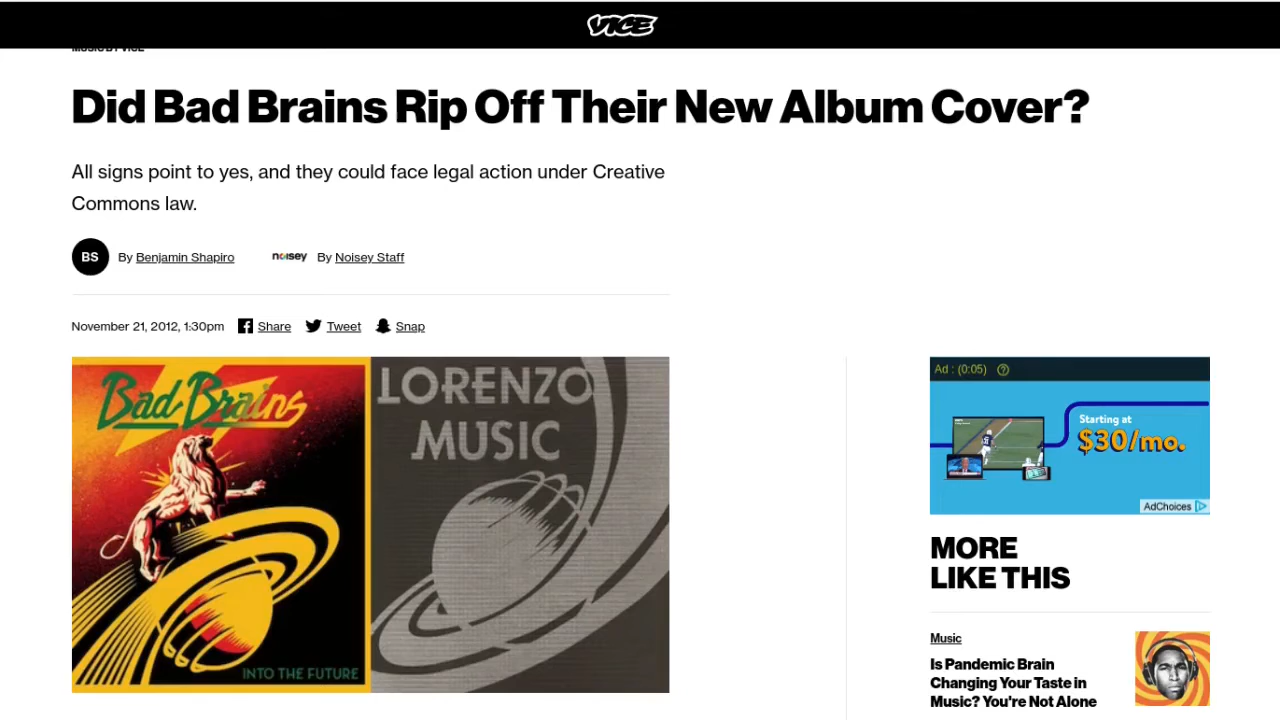 VICE
MUSIC BY VICE
Did Bad Brains Rip Off Their New Album Cover?
All signs point to yes, and they could face legal action under Creative
Commons law.
BS By Benjamin Shapiro noisey By Noisey Staff
November 21, 2012, 1:30pm Share Tweet Snap
Bad Brains
INTO THE FUTURE
LORENZO
MUSIC
Ad : (0:05)
Starting at
$30/mo.
AdChoices
MORE
LIKE THIS
Music
Is Pandemic Brain
Changing Your Taste in
Music? You're Not Alone